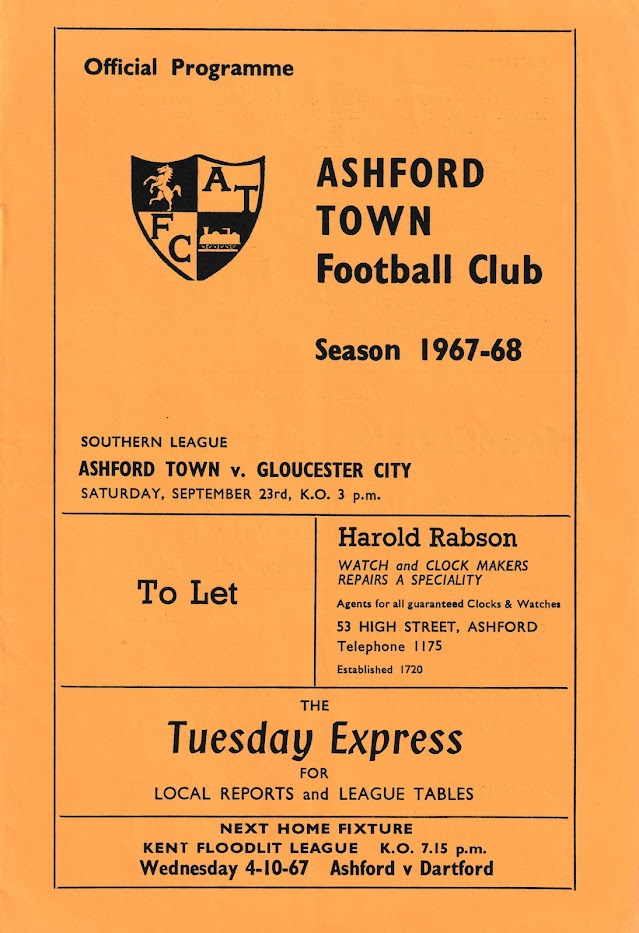 Official Programme
A T
F C
ASHFORD
TOWN
Football Club
Season 1967-68
SOUTHERN LEAGUE
ASHFORD TOWN v. GLOUCESTER CITY
SATURDAY, SEPTEMBER 23rd, K.O. 3 p.m.
To Let
Harold Rabson
WATCH and CLOCK MAKERS
REPAIRS A SPECIALITY
Agents for all guaranteed Clocks & Watches
53 HIGH STREET, ASHFORD
Telephone 1175
Established 1720
THE
Tuesday Express
FOR
LOCAL REPORTS and LEAGUE TABLES
NEXT HOME FIXTURE
KENT FLOODLIT LEAGUE K.O. 7.15 p.m.
Wednesday 4-10-67 Ashford v Dartford